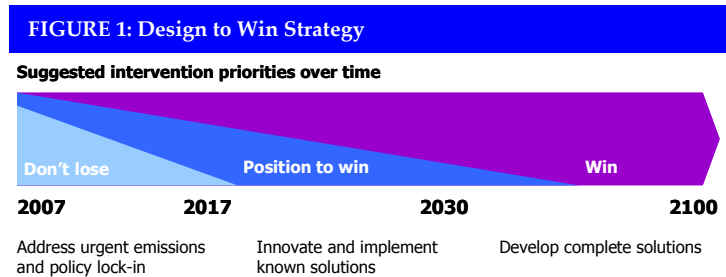 FIGURE 1: Design to Win Strategy
Suggested intervention priorities over time
Don’t lose
Position to win
Win
2007 2017 2030 2100
Address urgent emissions
and policy lock-in
Innovate and implement
known solutions
Develop complete solutions